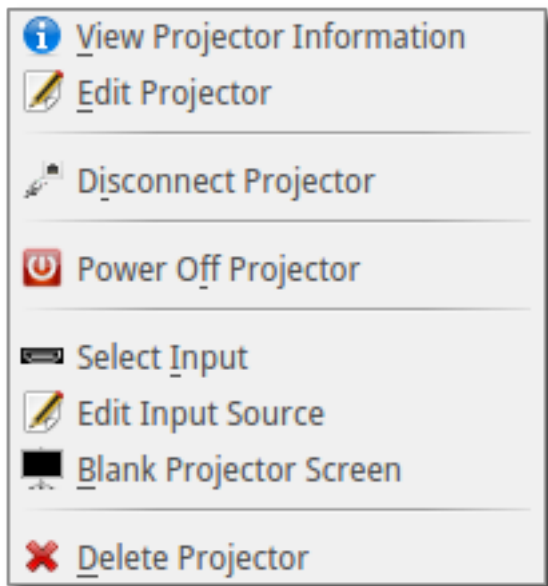 View Projector Information
Edit Projector
Disconnect Projector
Power Off Projector
Select Input
Edit Input Source
Blank Projector Screen
Delete Projector